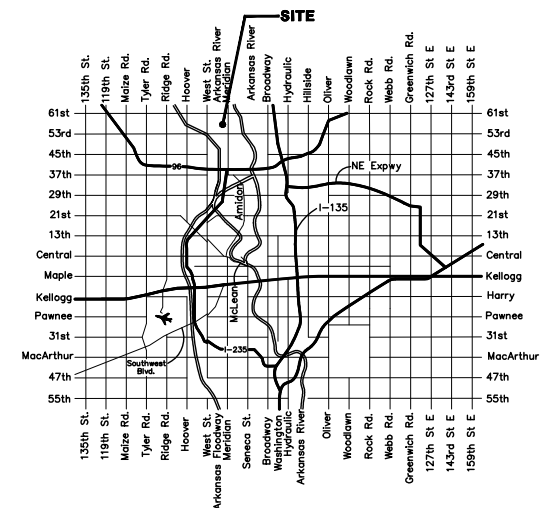 SITE
135th St.
119th St.
Maize Rd.
Tyler Rd.
Ridge Rd.
Hoover
West St.
Arkansas River
Meridian
Arkansas River
Broadway
Hydraulic
Hillside
Oliver
Woodlawn
Rock Rd.
Webb Rd.
Greenwich Rd.
127th St E
143rd St E
159th St E
61st
53rd
45th
37th
29th
21st
13th
Central
Maple
Kellogg
Pawnee
31st
MacArthur
47th
55th
96
NE Expwy
Amidon
I-135
McLean
I-235
Southwest
Blvd.
61st
53rd
45th
37th
29th
21st
13th
Central
Kellogg
Harry
Pawnee
31st
MacArthur
47th
55th
135th St.
119th St.
Maize Rd.
Tyler Rd.
Ridge Rd.
Hoover
West St.
Arkansas Floodway
Meridian
Seneca St.
Broadway
Washington
Hydraulic
Arkansas River
Oliver
Woodlawn
Rock Rd.
Webb Rd.
Greenwich Rd.
127th St E
143rd St E
159th St E